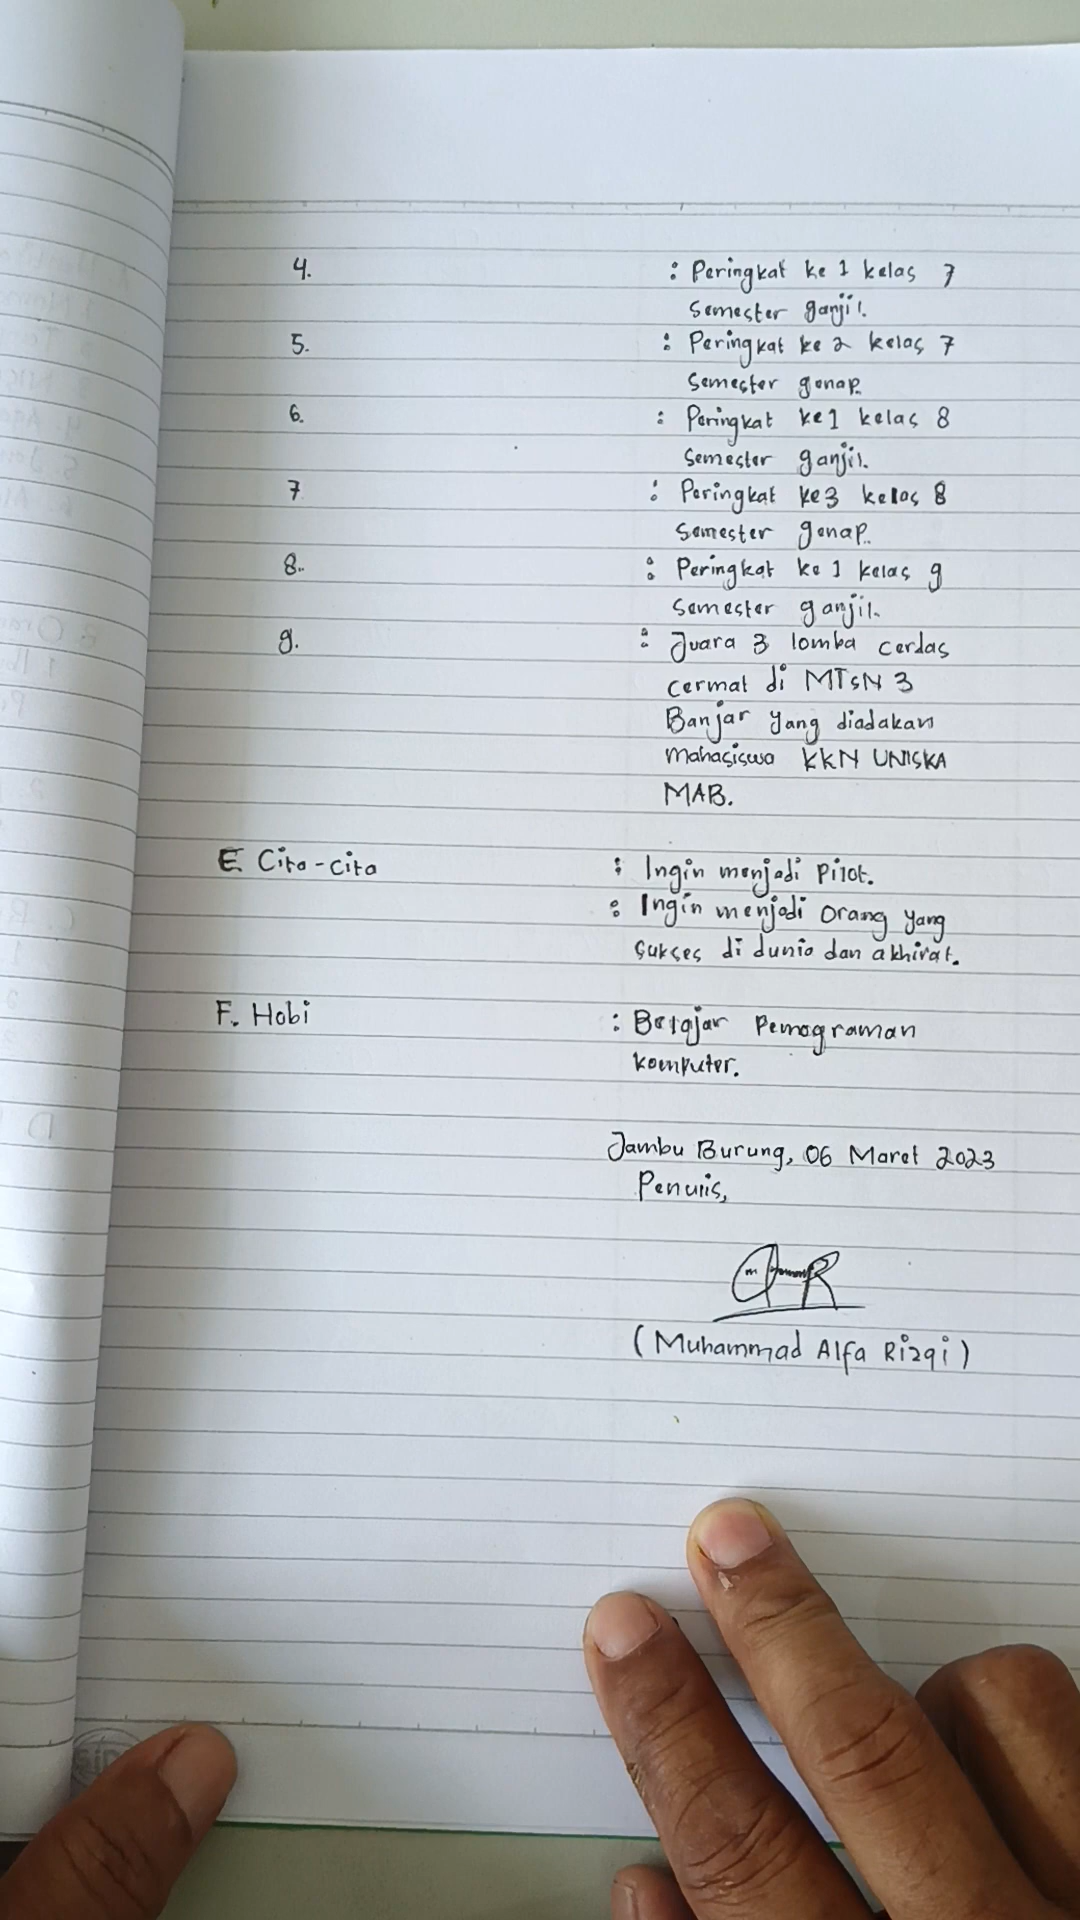 4. : Peringkat ke 1 kelas 7
Semester ganjil.
5. : Peringkat ke 2 kelas 7
Semester genap.
6. : Peringkat ke 1 kelas 8
Semester ganjil.
7 : Peringkat ke 3 kelas 8
Semester genap..
8.. : Peringkat ke 1 kelas 9
Semester ganjil.
9. : Juara 3 lomba cerdas
cermat di MTsN 3
Banjar yang diadakan
mahasiswa KKN UNISKA
MAB.
E. Cita-cita : Ingin menjadi Pilot.
: Ingin menjadi orang yang
sukses di dunia dan akhirat.
F. Hobi : Belajar Pemograman
komputer.
Jambu Burung, 06 Maret 2023
Penulis,
(Muhammad Alfa Rizqi)